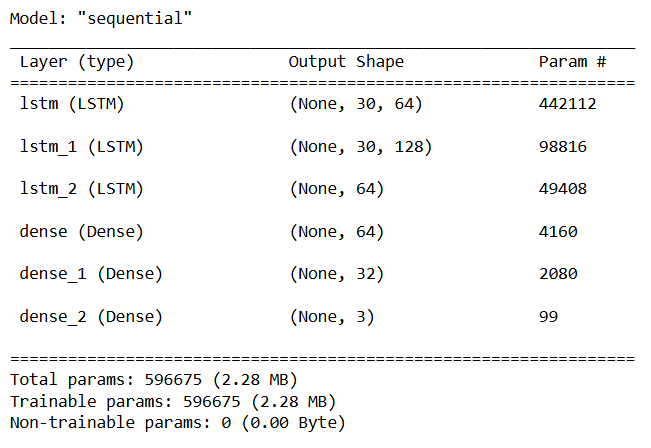 Model: "sequential"
_________________________________________________________________
Layer (type) Output Shape Param #
=================================================================
lstm (LSTM) (None, 30, 64) 442112
lstm_1 (LSTM) (None, 30, 128) 98816
lstm_2 (LSTM) (None, 64) 49408
dense (Dense) (None, 64) 4160
dense_1 (Dense) (None, 32) 2080
dense_2 (Dense) (None, 3) 99
=================================================================
Total params: 596675 (2.28 MB)
Trainable params: 596675 (2.28 MB)
Non-trainable params: 0 (0.00 Byte)